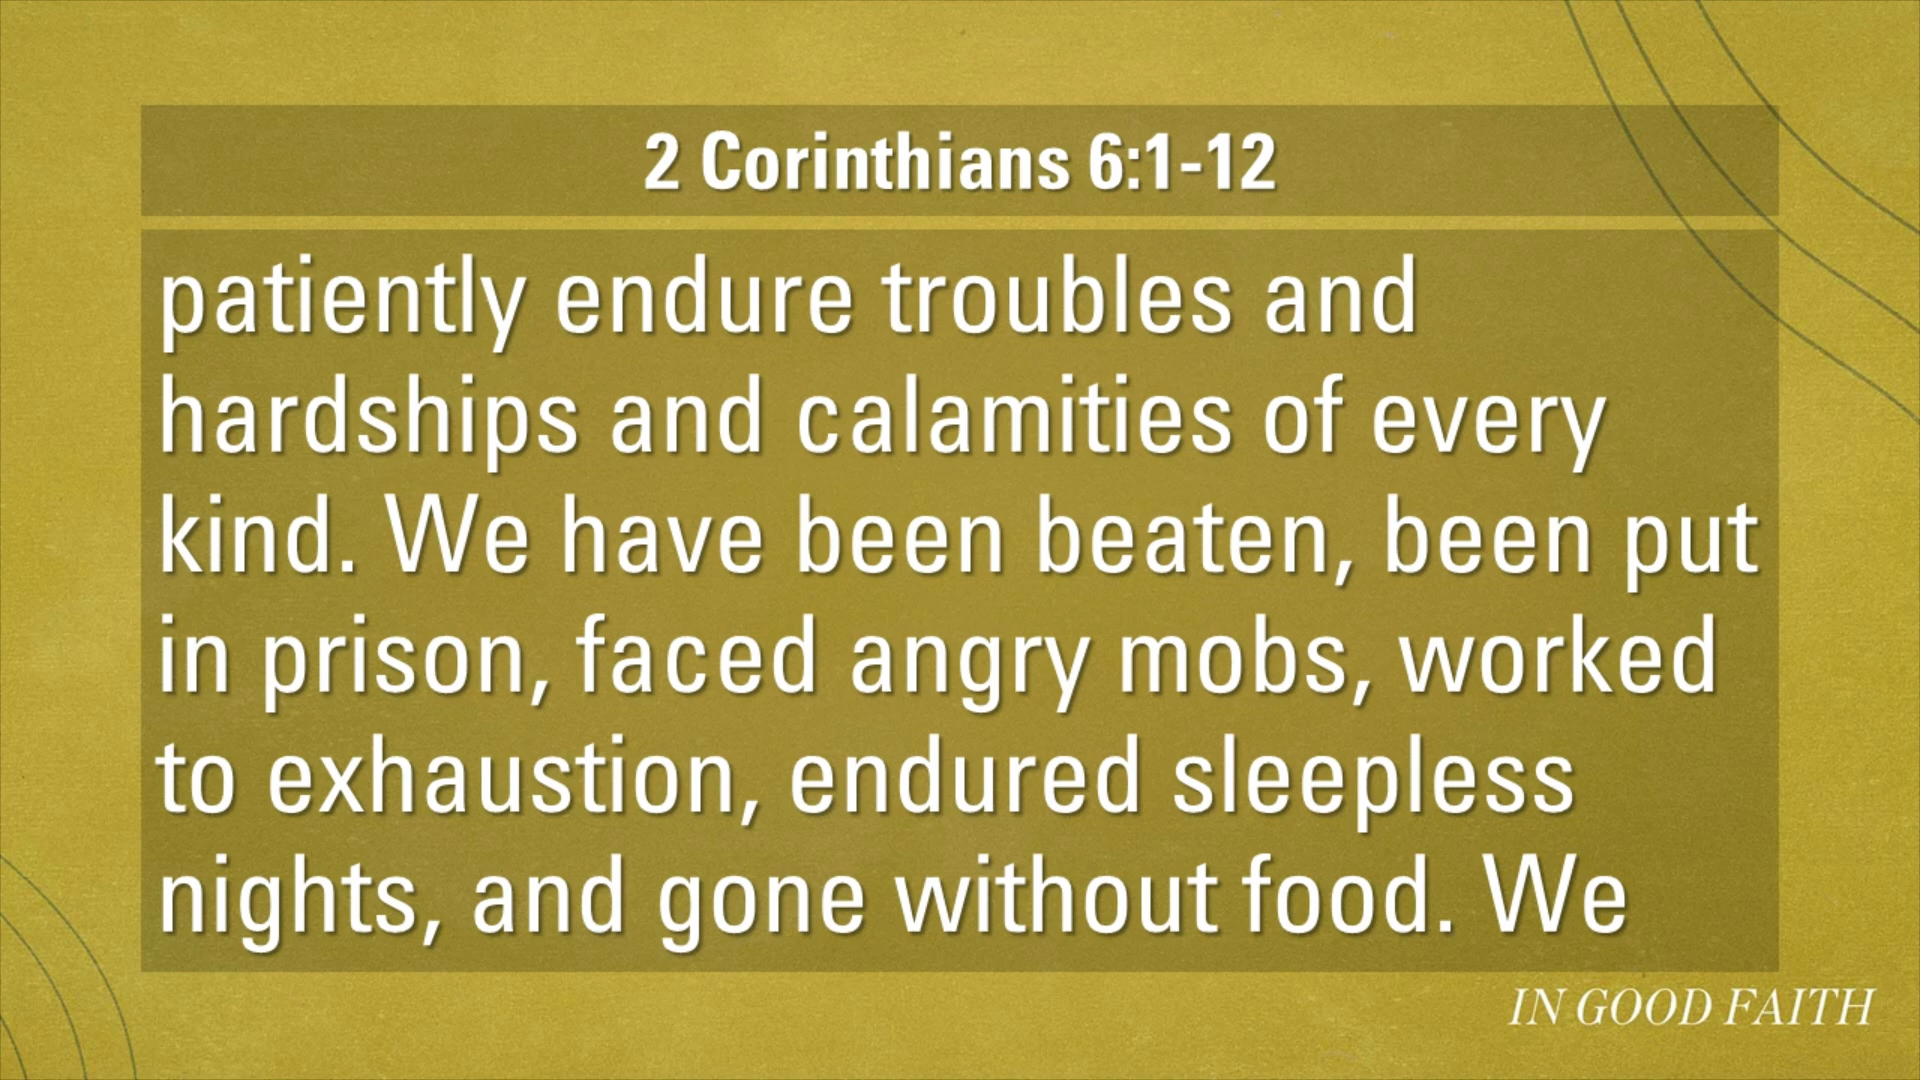 2 Corinthians 6:1-12
patiently endure troubles and
hardships and calamities of every
kind. We have been beaten, been put
in prison, faced angry mobs, worked
to exhaustion, endured sleepless
nights, and gone without food. We
IN GOOD FAITH